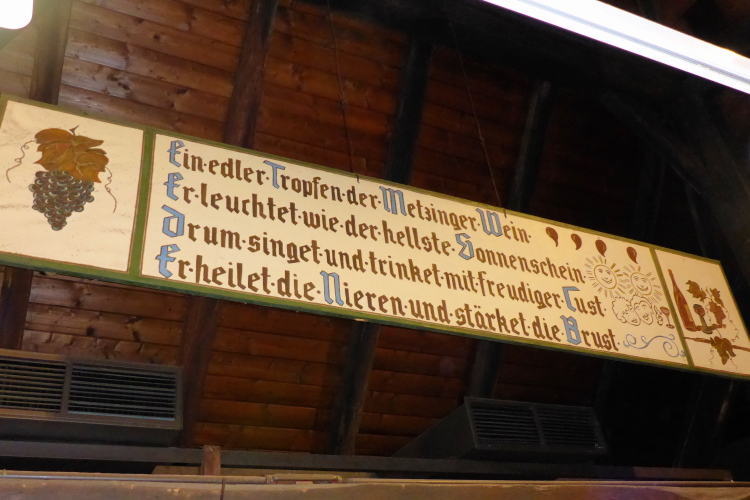 Ein·edler·Tropfen·der·Metzinger·Wein·
Er·leuchtet·wie·der·hellste·Sonnenschein·
Drum·singet·und·trinket·mit·freudiger·Lust·
Er·heilet·die·Nieren·und·stärket·die·Brust·